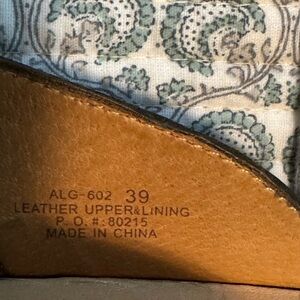 ALG-602 39
LEATHER UPPER&LINING
P. O. #: 80215
MADE IN CHINA